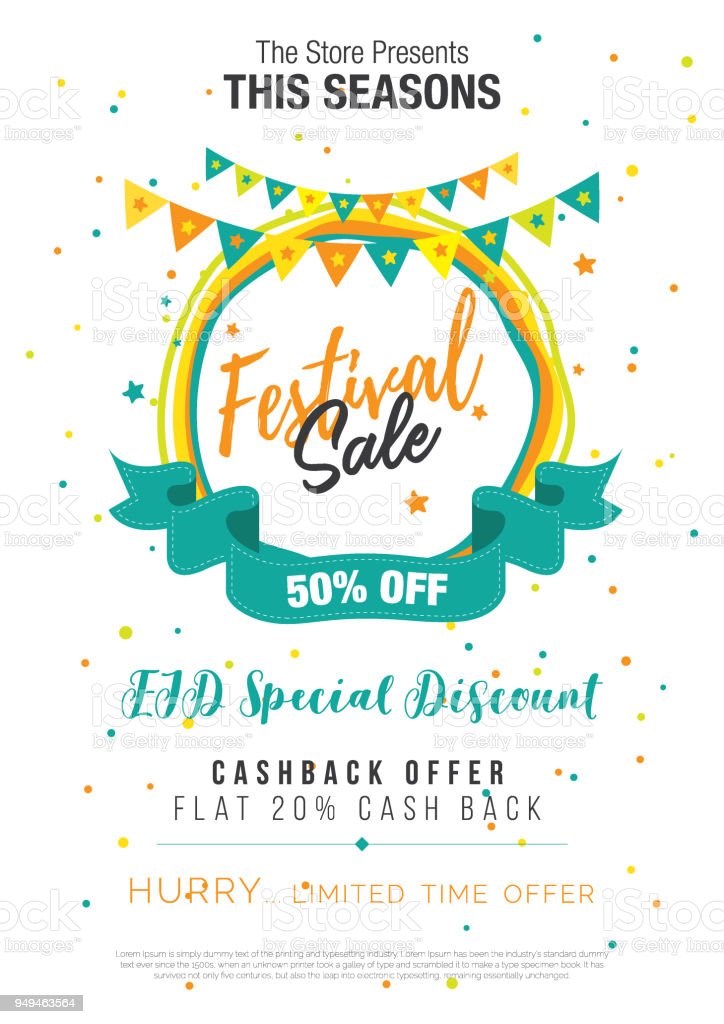 The Store Presents
THIS SEASONS
Festival
Sale
50% OFF
EID Special Discount
CASHBACK OFFER
FLAT 20% CASH BACK
HURRY... LIMITED TIME OFFER
Lorem Ipsum is simply dummy text of the printing and typesetting industry. Lorem Ipsum has been the industry's standard dummy text
ever since the 1500s, when an unknown printer took a galley of type and scrambled it to make a type specimen book.
It has survived not only five centuries, but also the leap into electronic typesetting, remaining essentially unchanged.
iStock
by Getty Images™
949463564